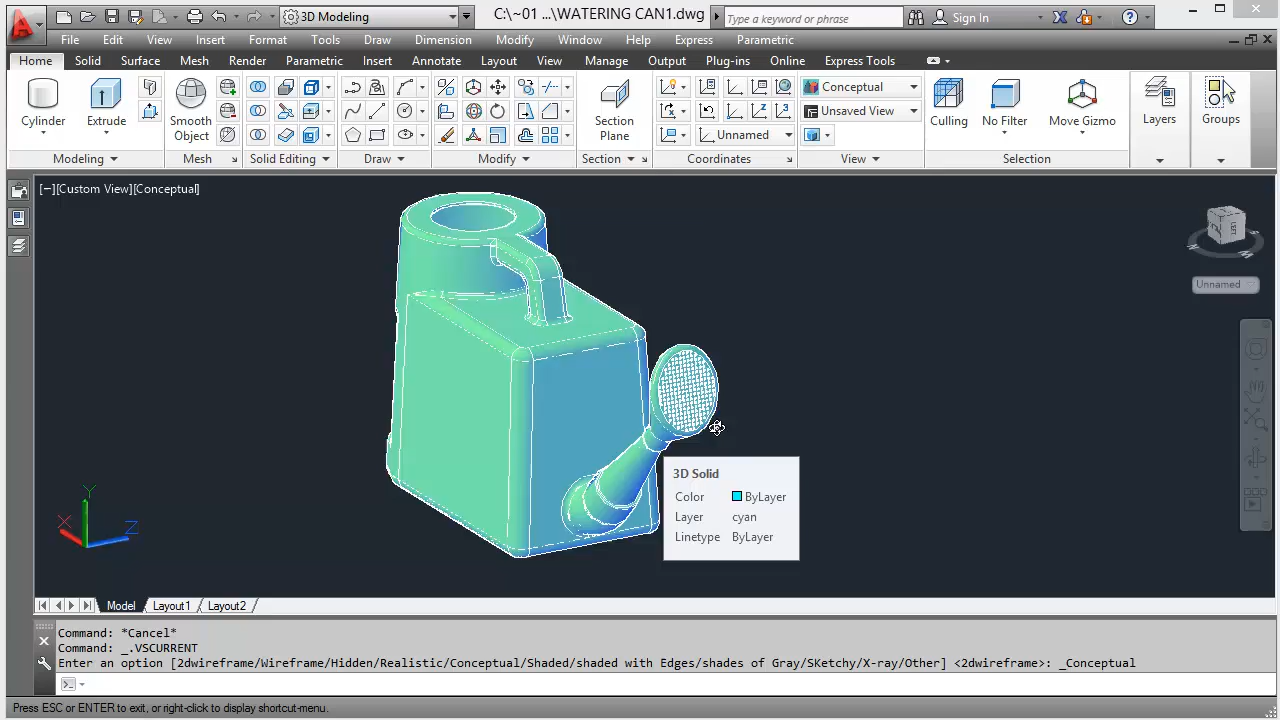 3D Modeling
C:\~01 ...\WATERING CAN1.dwg
Type a keyword or phrase
Sign In
File Edit View Insert Format Tools Draw Dimension Modify Window Help Express Parametric
Home Solid Surface Mesh Render Parametric Insert Annotate Layout View Manage Output Plug-ins Online Express Tools
Cylinder
Extrude
Smooth
Object
Section
Plane
Unnamed
Conceptual
Unsaved View
Culling
No Filter
Move Gizmo
Layers
Groups
Modeling Mesh Solid Editing Draw Modify Section Coordinates View Selection
[−][Custom View][Conceptual]
Unnamed
3D Solid
Color ByLayer
Layer cyan
Linetype ByLayer
Y
X
Z
Model Layout1 Layout2
Command: *Cancel*
Command: _.VSCURRENT
Enter an option [2dwireframe/Wireframe/Hidden/Realistic/Conceptual/Shaded/shaded with Edges/shades of Gray/SKetchy/X-ray/Other] <2dwireframe>: _Conceptual
Press ESC or ENTER to exit, or right-click to display shortcut-menu.